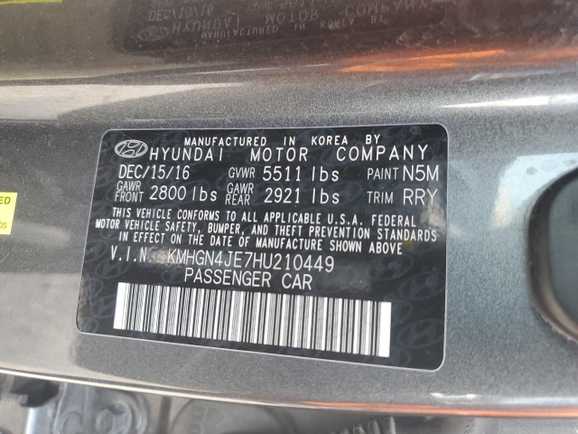 MANUFACTURED IN KOREA BY
HYUNDAI MOTOR COMPANY
DEC/15/16 GVWR 5511 lbs PAINT N5M
GAWR FRONT 2800 lbs GAWR REAR 2921 lbs TRIM RRY
THIS VEHICLE CONFORMS TO ALL APPLICABLE U.S.A. FEDERAL
MOTOR VEHICLE SAFETY, BUMPER, AND THEFT PREVENTION STANDARDS
IN EFFECT ON THE DATE OF MANUFACTURE SHOWN ABOVE
V.I.N. KMHGN4JE7HU210449
PASSENGER CAR